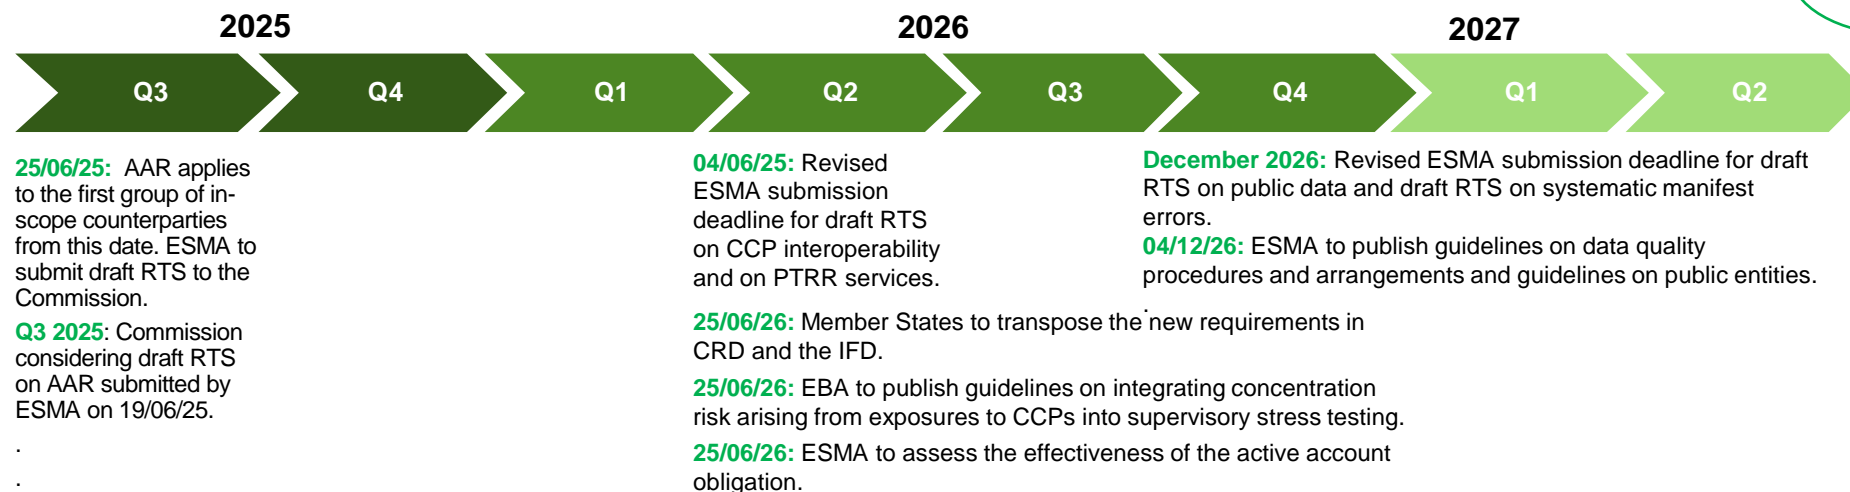 2025
2026
2027
Q3
Q4
Q1
Q2
Q3
Q4
Q1
Q2
25/06/25: AAR applies
to the first group of in-
scope counterparties
from this date. ESMA to
submit draft RTS to the
Commission.
Q3 2025: Commission
considering draft RTS
on AAR submitted by
ESMA on 19/06/25.
.
.
04/06/25: Revised
ESMA submission
deadline for draft RTS
on CCP interoperability
and on PTRR services.
25/06/26: Member States to transpose the new requirements in
CRD and the IFD.
25/06/26: EBA to publish guidelines on integrating concentration
risk arising from exposures to CCPs into supervisory stress testing.
25/06/26: ESMA to assess the effectiveness of the active account
obligation.
December 2026: Revised ESMA submission deadline for draft
RTS on public data and draft RTS on systematic manifest
errors.
04/12/26: ESMA to publish guidelines on data quality
procedures and arrangements and guidelines on public entities.
.